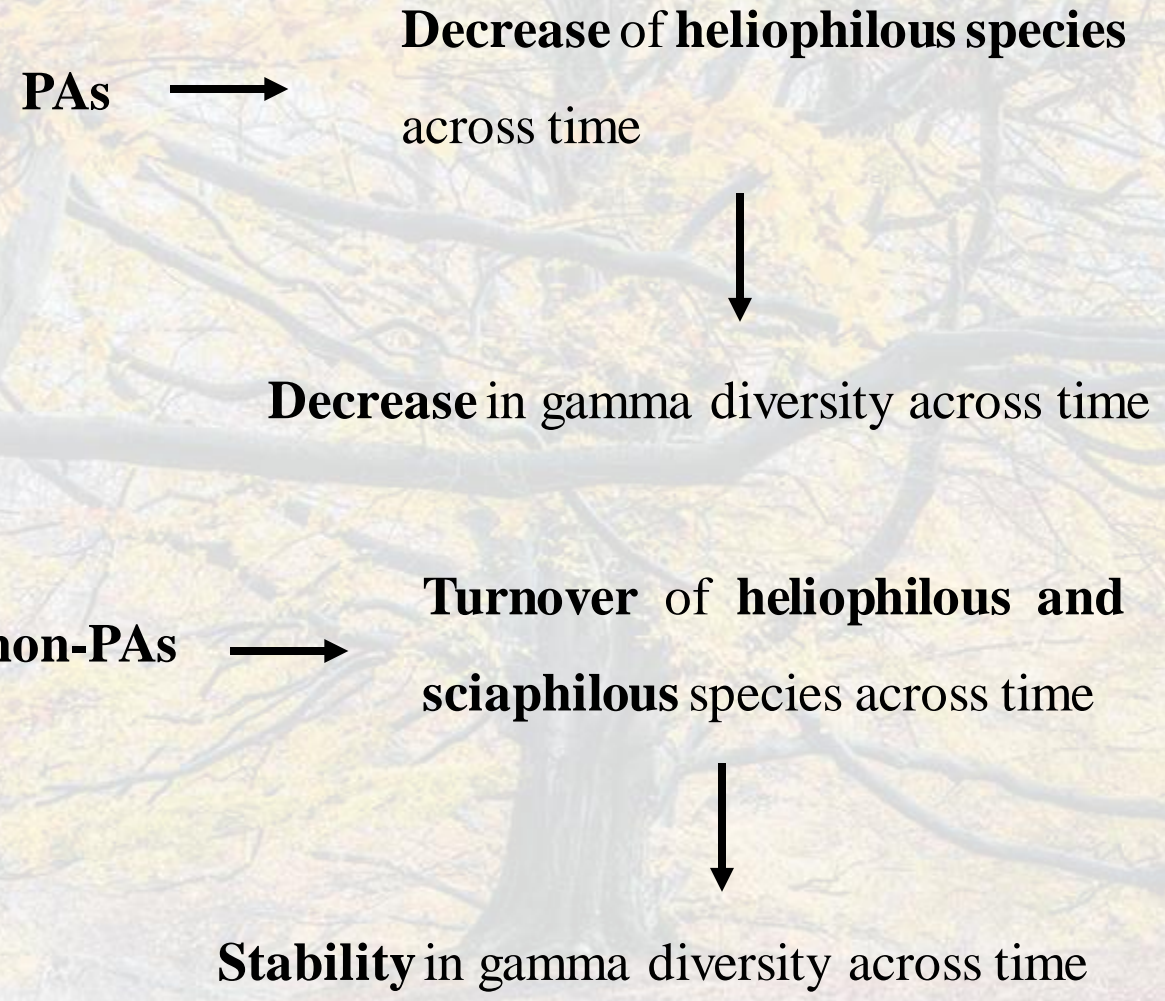 Decrease of heliophilous species
PAs
across time
Decrease in gamma diversity across time
Turnover of heliophilous and
non-PAs
sciaphilous species across time
Stability in gamma diversity across time